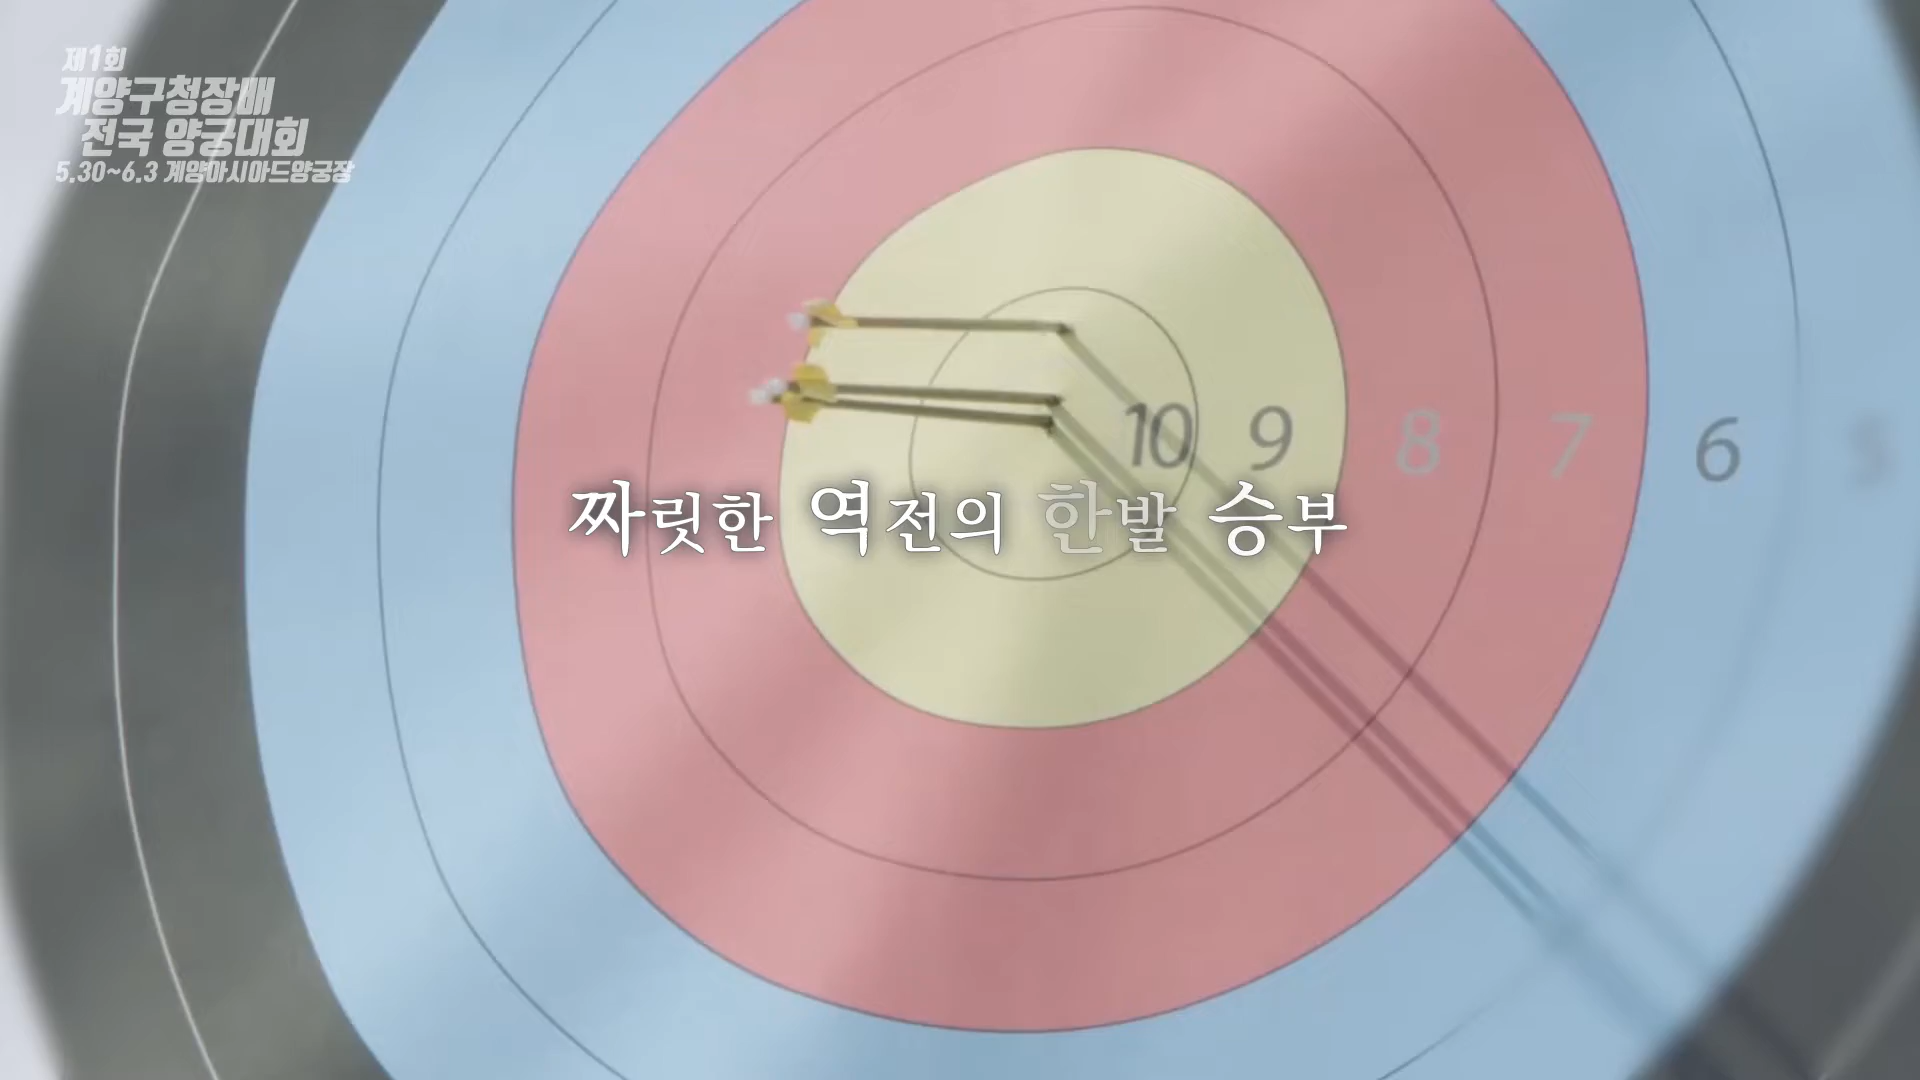 제1회
계양구청장배
전국 양궁대회
5.30~6.3 계양아시아드양궁장
10 9 8 7 6 5
짜릿한 역전의 한발 승부